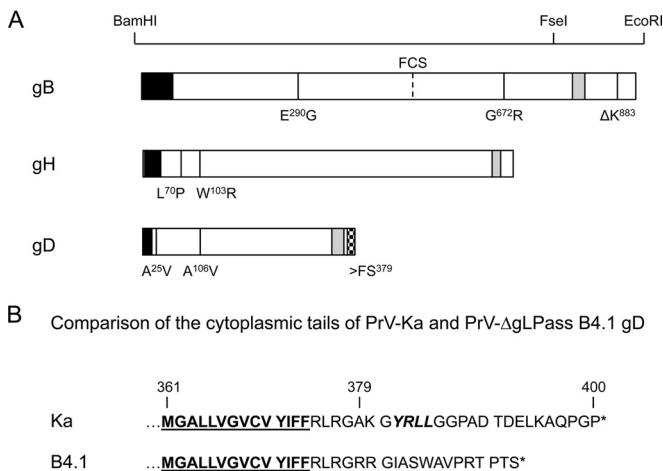 A
BamHI FseI EcoRI
FCS
gB
E²⁹⁰G G⁶⁷²R ΔK⁸⁸³
gH
L⁷⁰P W¹⁰³R
gD
A²⁵V A¹⁰⁶V >FS³⁷⁹
B Comparison of the cytoplasmic tails of PrV-Ka and PrV-ΔgLPass B4.1 gD
361 379 400
Ka ...MGALLVGVCV YIFFRLRGAK GYRLLGGPAD TDELKAQPGP*
B4.1 ...MGALLVGVCV YIFFRLRGRR GIASWAVPRT PTS*